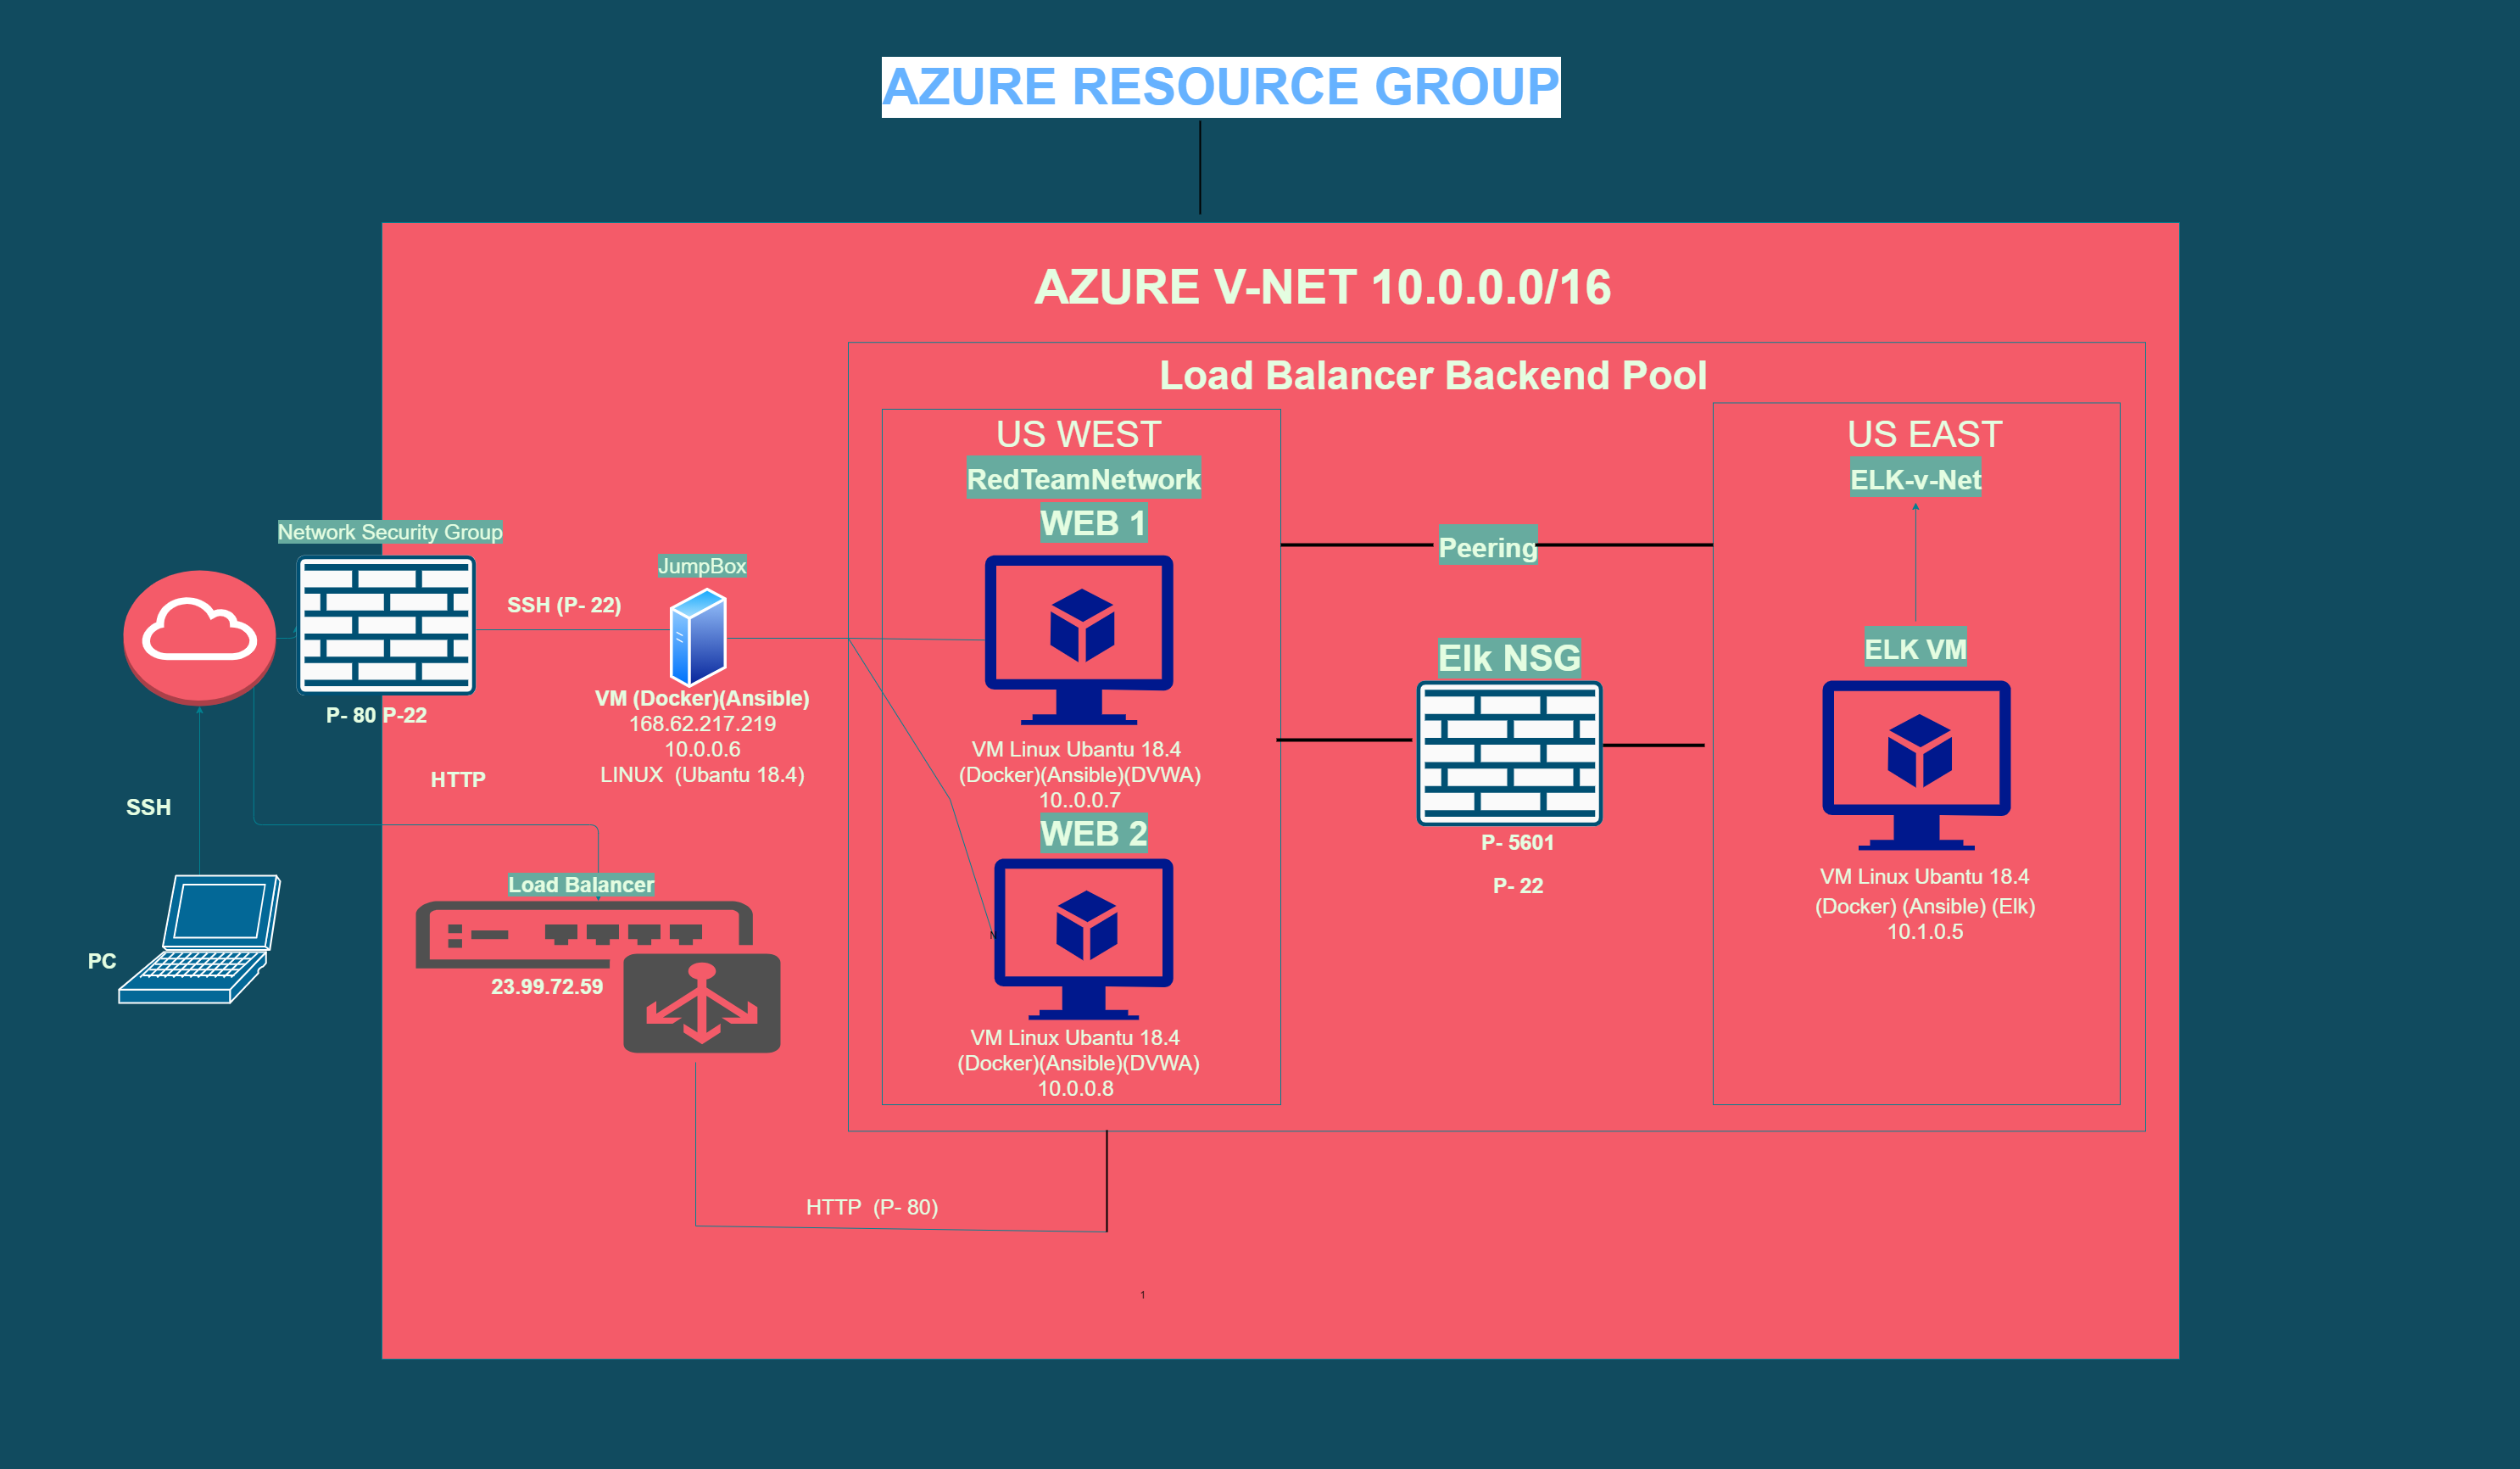 AZURE RESOURCE GROUP
AZURE V-NET 10.0.0.0/16
Load Balancer Backend Pool
US WEST
RedTeamNetwork
WEB 1
VM Linux Ubantu 18.4
(Docker)(Ansible)(DVWA)
10..0.0.7
WEB 2
N
VM Linux Ubantu 18.4
(Docker)(Ansible)(DVWA)
10.0.0.8
Peering
Elk NSG
P- 5601
P- 22
US EAST
ELK-v-Net
ELK VM
VM Linux Ubantu 18.4
(Docker) (Ansible) (Elk)
10.1.0.5
Network Security Group
P- 80 P-22
SSH (P- 22)
JumpBox
VM (Docker)(Ansible)
168.62.217.219
10.0.0.6
LINUX  (Ubantu 18.4)
HTTP
SSH
PC
Load Balancer
23.99.72.59
HTTP  (P- 80)
1